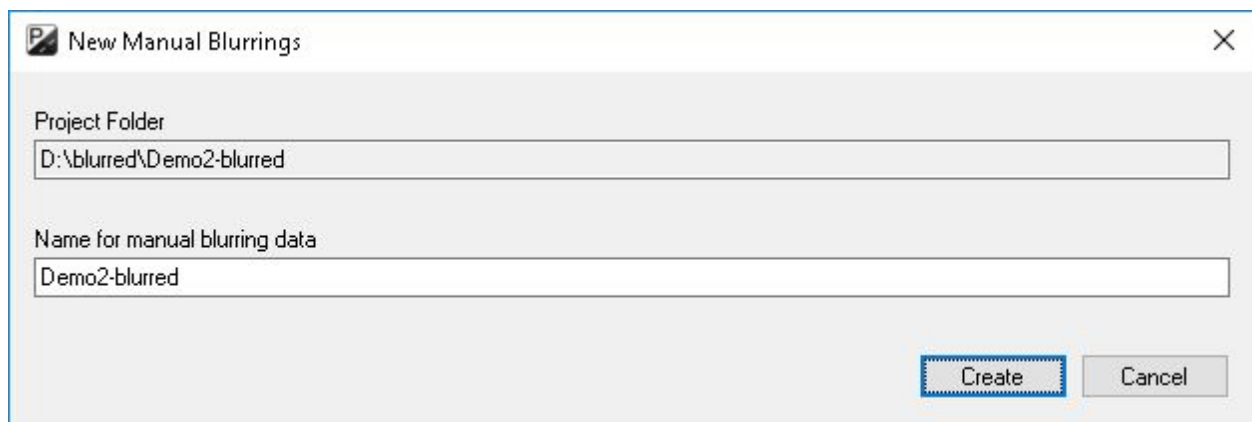 New Manual Blurrings
Project Folder
D:\blurred\Demo2-blurred
Name for manual blurring data
Demo2-blurred
Create Cancel